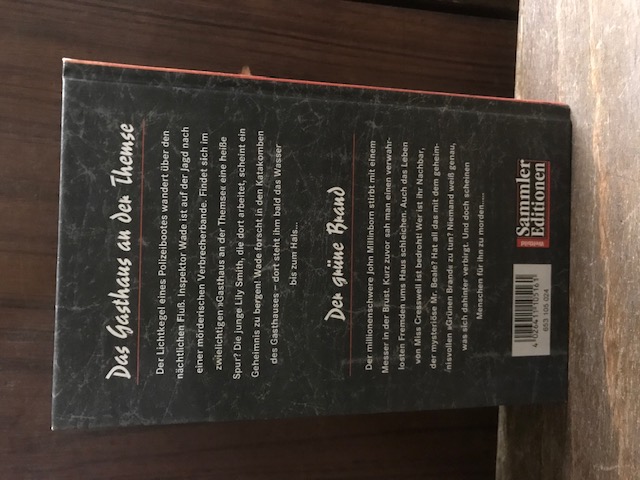 Das Gasthaus an der Themse
Der Lichtkegel eines Polizeibootes wandert über den
nächtlichen Fluß. Inspektor Wade ist auf der Jagd nach
einer mörderischen Verbrecherbande. Findet sich im
zwielichtigen »Gasthaus an der Themse« eine heiße
Spur? Die junge Lily Smith, die dort arbeitet, scheint ein
Geheimnis zu bergen! Wade forscht in den Katakomben
des Gasthauses – dort steht ihm bald das Wasser
bis zum Hals...
Der grüne Brand
Der millionenschwere John Millinborn stirbt mit einem
Messer in der Brust. Kurz zuvor sah man einen verwahr-
losten Fremden ums Haus schleichen. Auch das Leben
von Miss Cresswell ist bedroht! Wer ist ihr Nachbar,
der mysteriöse Mr. Beale? Hat all das mit dem geheim-
nisvollen »Grünen Brand« zu tun? Niemand weiß genau,
was sich dahinter verbirgt. Und doch scheinen
Menschen für ihn zu morden.....
Sammler
Editionen